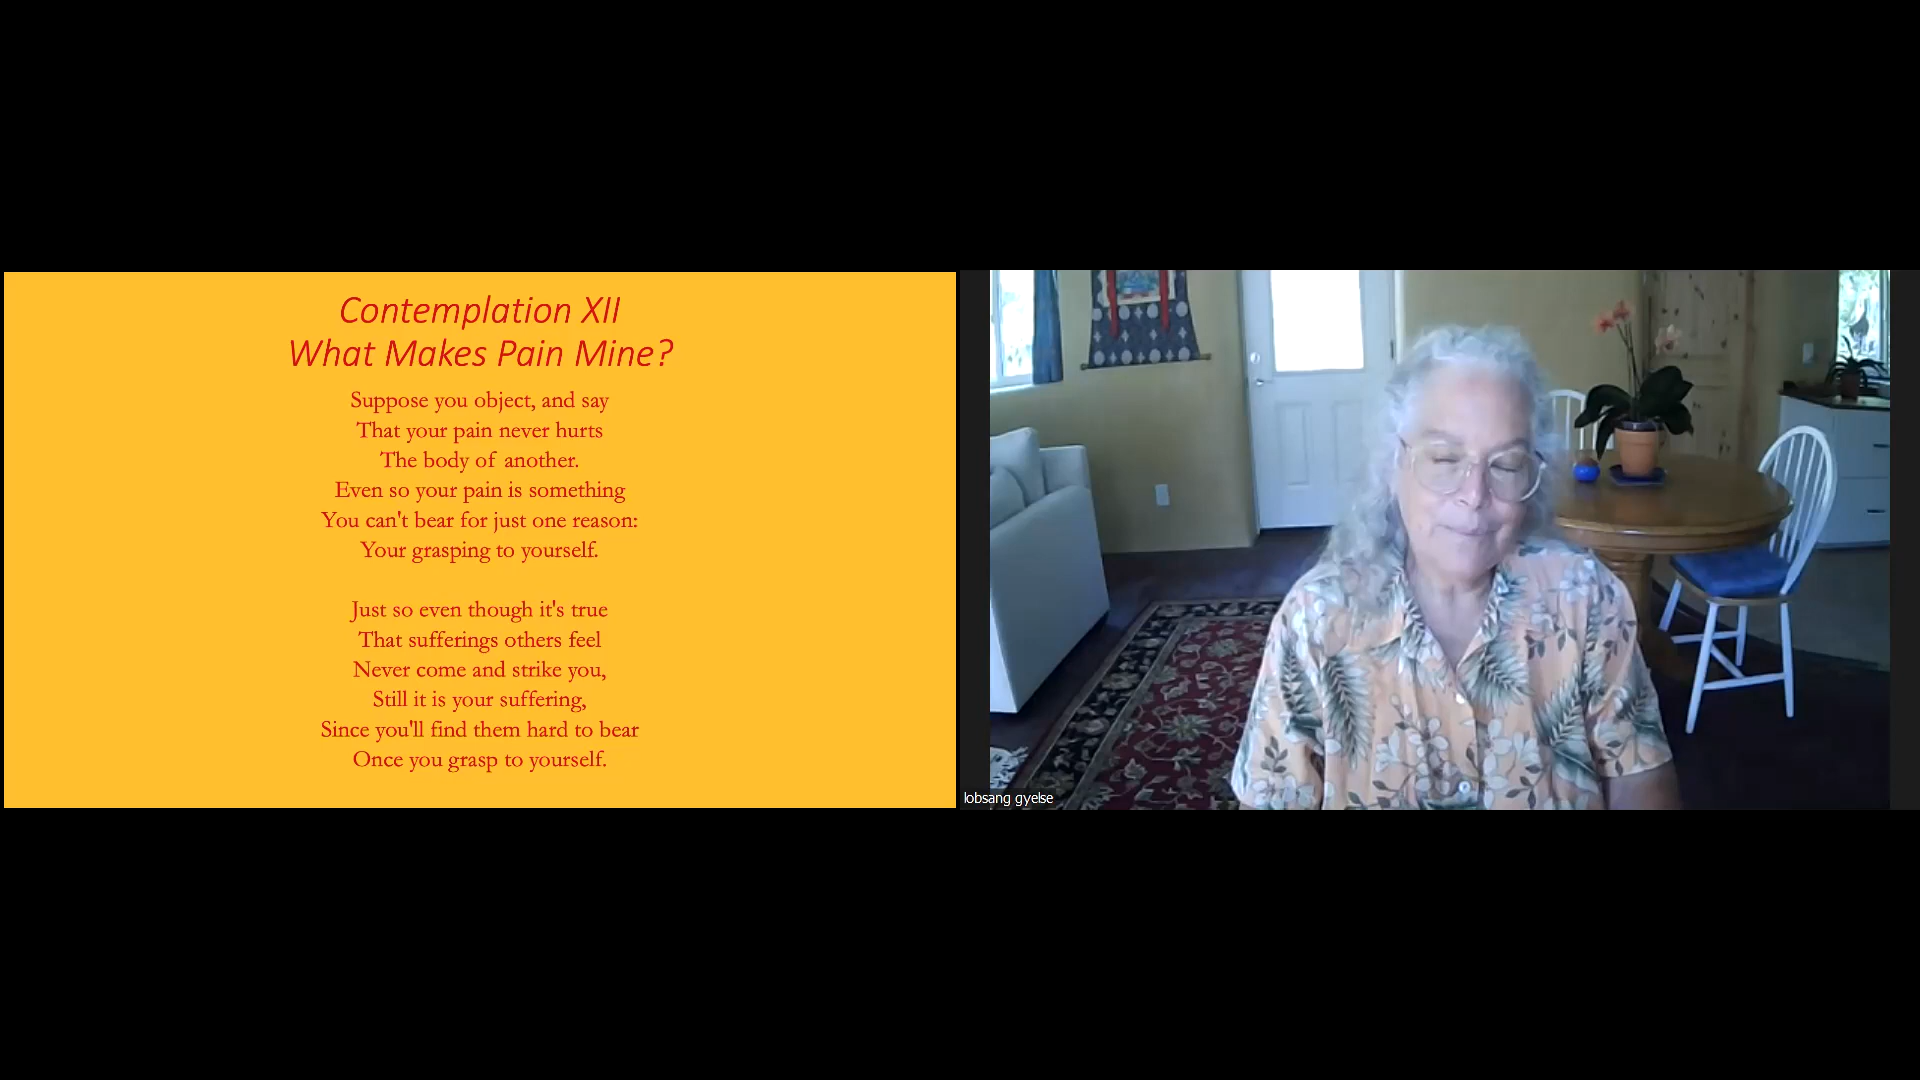 Contemplation XII
What Makes Pain Mine?
Suppose you object, and say
That your pain never hurts
The body of another.
Even so your pain is something
You can't bear for just one reason:
Your grasping to yourself.
Just so even though it's true
That sufferings others feel
Never come and strike you,
Still it is your suffering,
Since you'll find them hard to bear
Once you grasp to yourself.
lobsang gyelse